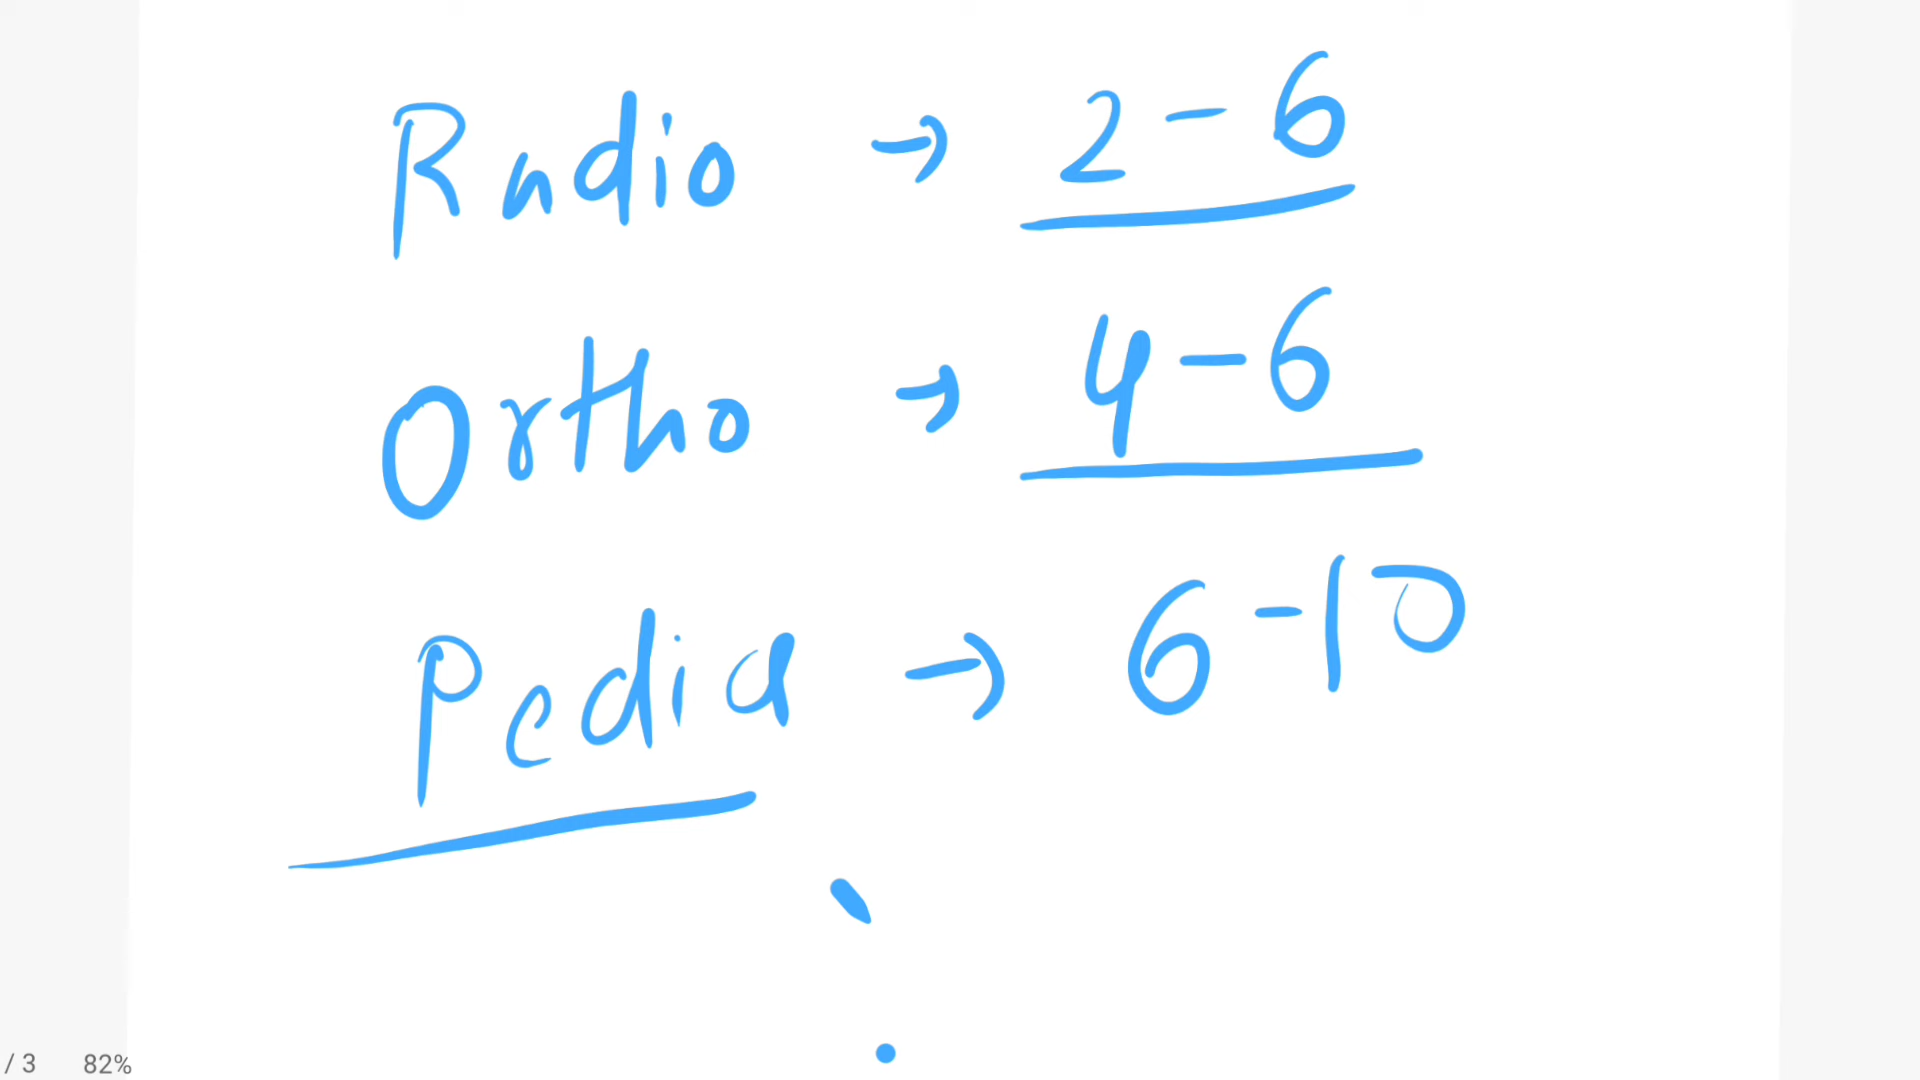 Radio → 2 - 6
Ortho → 4 - 6
Pedia → 6 - 10
/ 3 82%